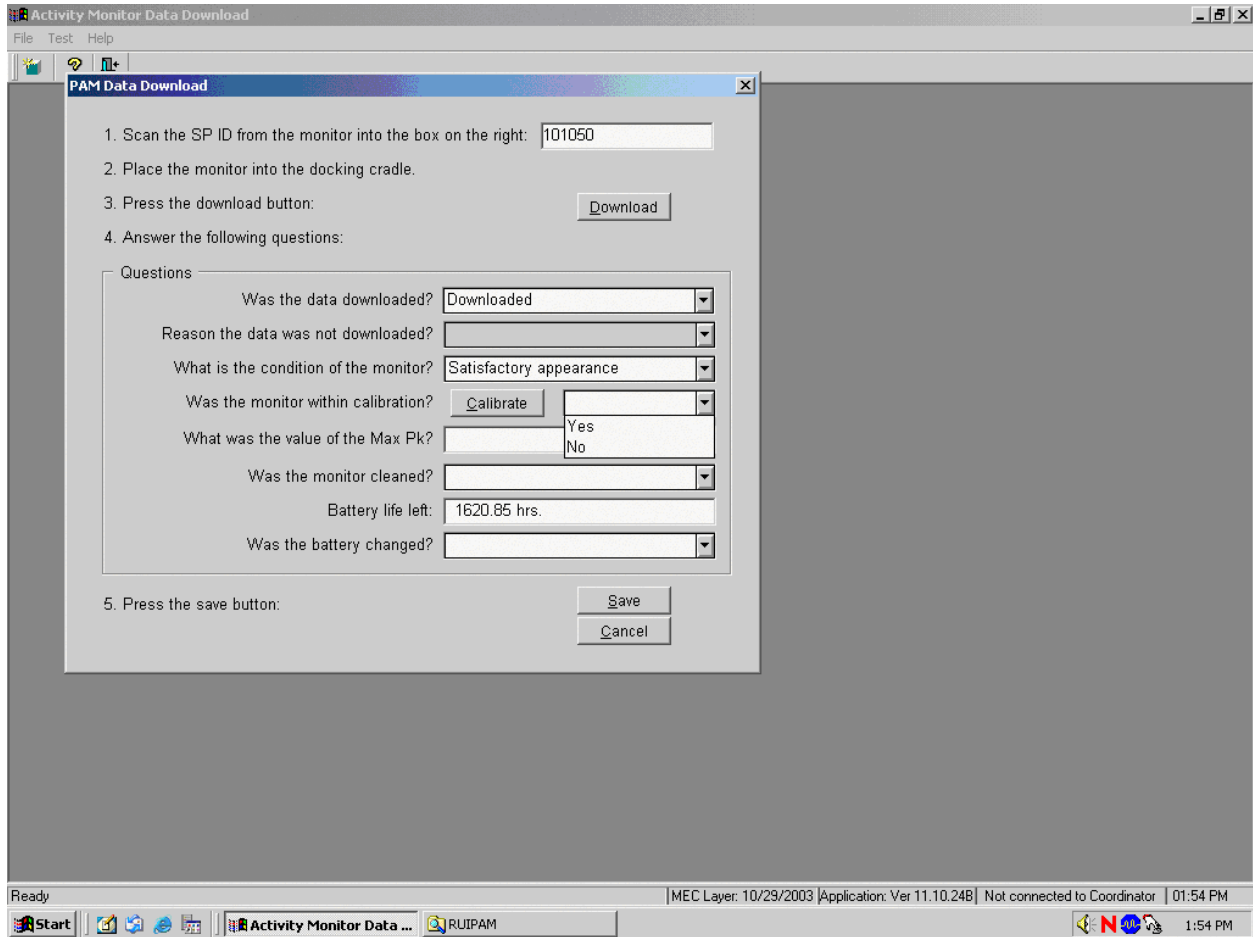 Activity Monitor Data Download
File Test Help
PAM Data Download
1. Scan the SP ID from the monitor into the box on the right: 101050
2. Place the monitor into the docking cradle.
3. Press the download button: Download
4. Answer the following questions:
Questions
Was the data downloaded? Downloaded
Reason the data was not downloaded?
What is the condition of the monitor? Satisfactory appearance
Was the monitor within calibration? Calibrate
Yes
What was the value of the Max Pk?
No
Was the monitor cleaned?
Battery life left: 1620.85 hrs.
Was the battery changed?
5. Press the save button: Save
Cancel
Ready MEC Layer: 10/29/2003 Application: Ver 11.10.24B Not connected to Coordinator 01:54 PM
Start Activity Monitor Data ... RUIPAM N 1:54 PM